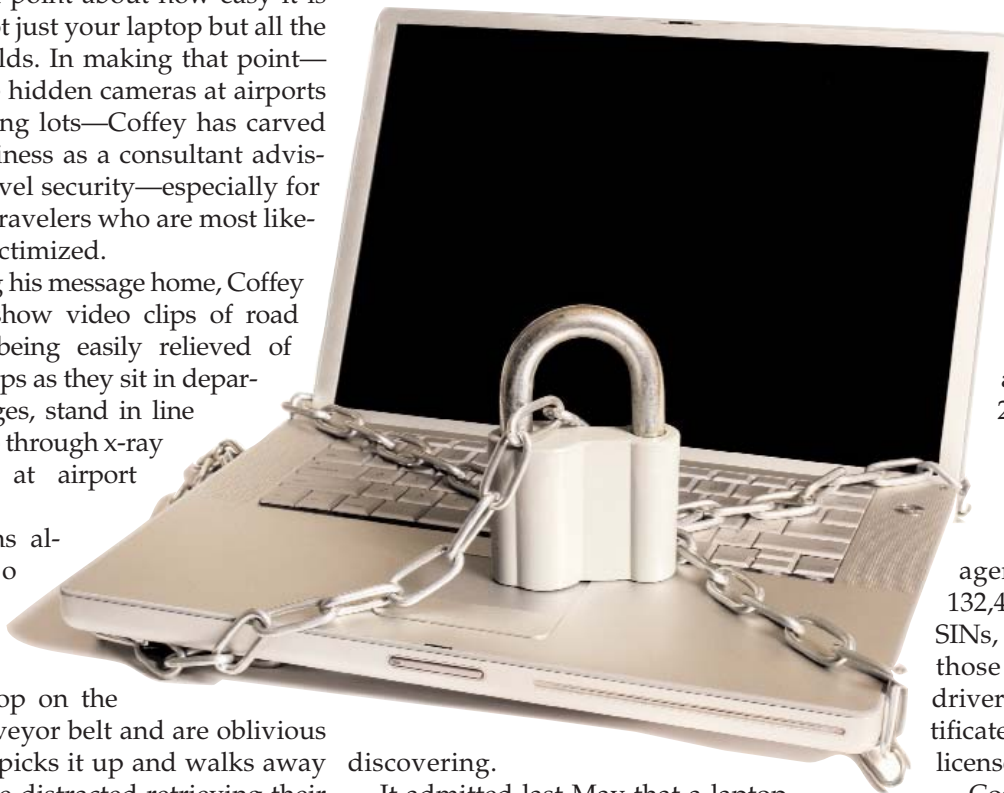 point about how easy it is
t just your laptop but all the
lds. In making that point—
hidden cameras at airports
ng lots—Coffey has carved
iness as a consultant advis-
vel security—especially for
ravelers who are most like-
ctimized.
g his message home, Coffey
show video clips of road
being easily relieved of
ps as they sit in depar-
ges, stand in line
through x-ray
at airport
ns al-
o
op on the
veyor belt and are oblivious
picks it up and walks away
distracted retrieving their
discovering.
It admitted last May that a laptop
a
2
agen
132,4
SINs,
those
driver
tificate
license
Co